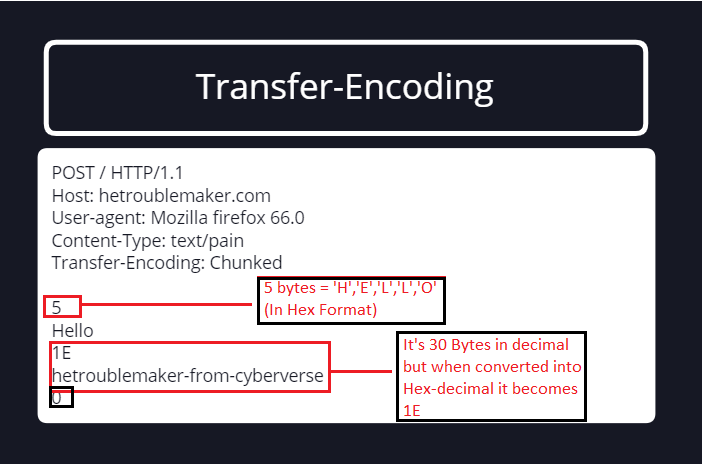 Transfer-Encoding
POST / HTTP/1.1
Host: hetroublemaker.com
User-agent: Mozilla firefox 66.0
Content-Type: text/pain
Transfer-Encoding: Chunked
5
5 bytes = 'H','E','L','L','O'
(In Hex Format)
Hello
1E
hetroublemaker-from-cyberverse
0
It's 30 Bytes in decimal
but when converted into
Hex-decimal it becomes
1E